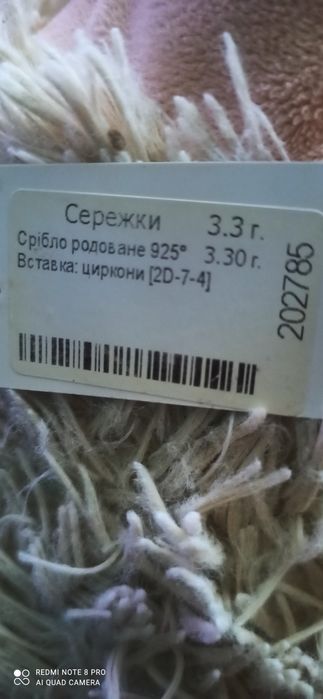 Сережки 3.3 г.
Срібло родоване 925° 3.30 г.
Вставка: циркони [2D-7-4]
202785
REDMI NOTE 8 PRO
AI QUAD CAMERA